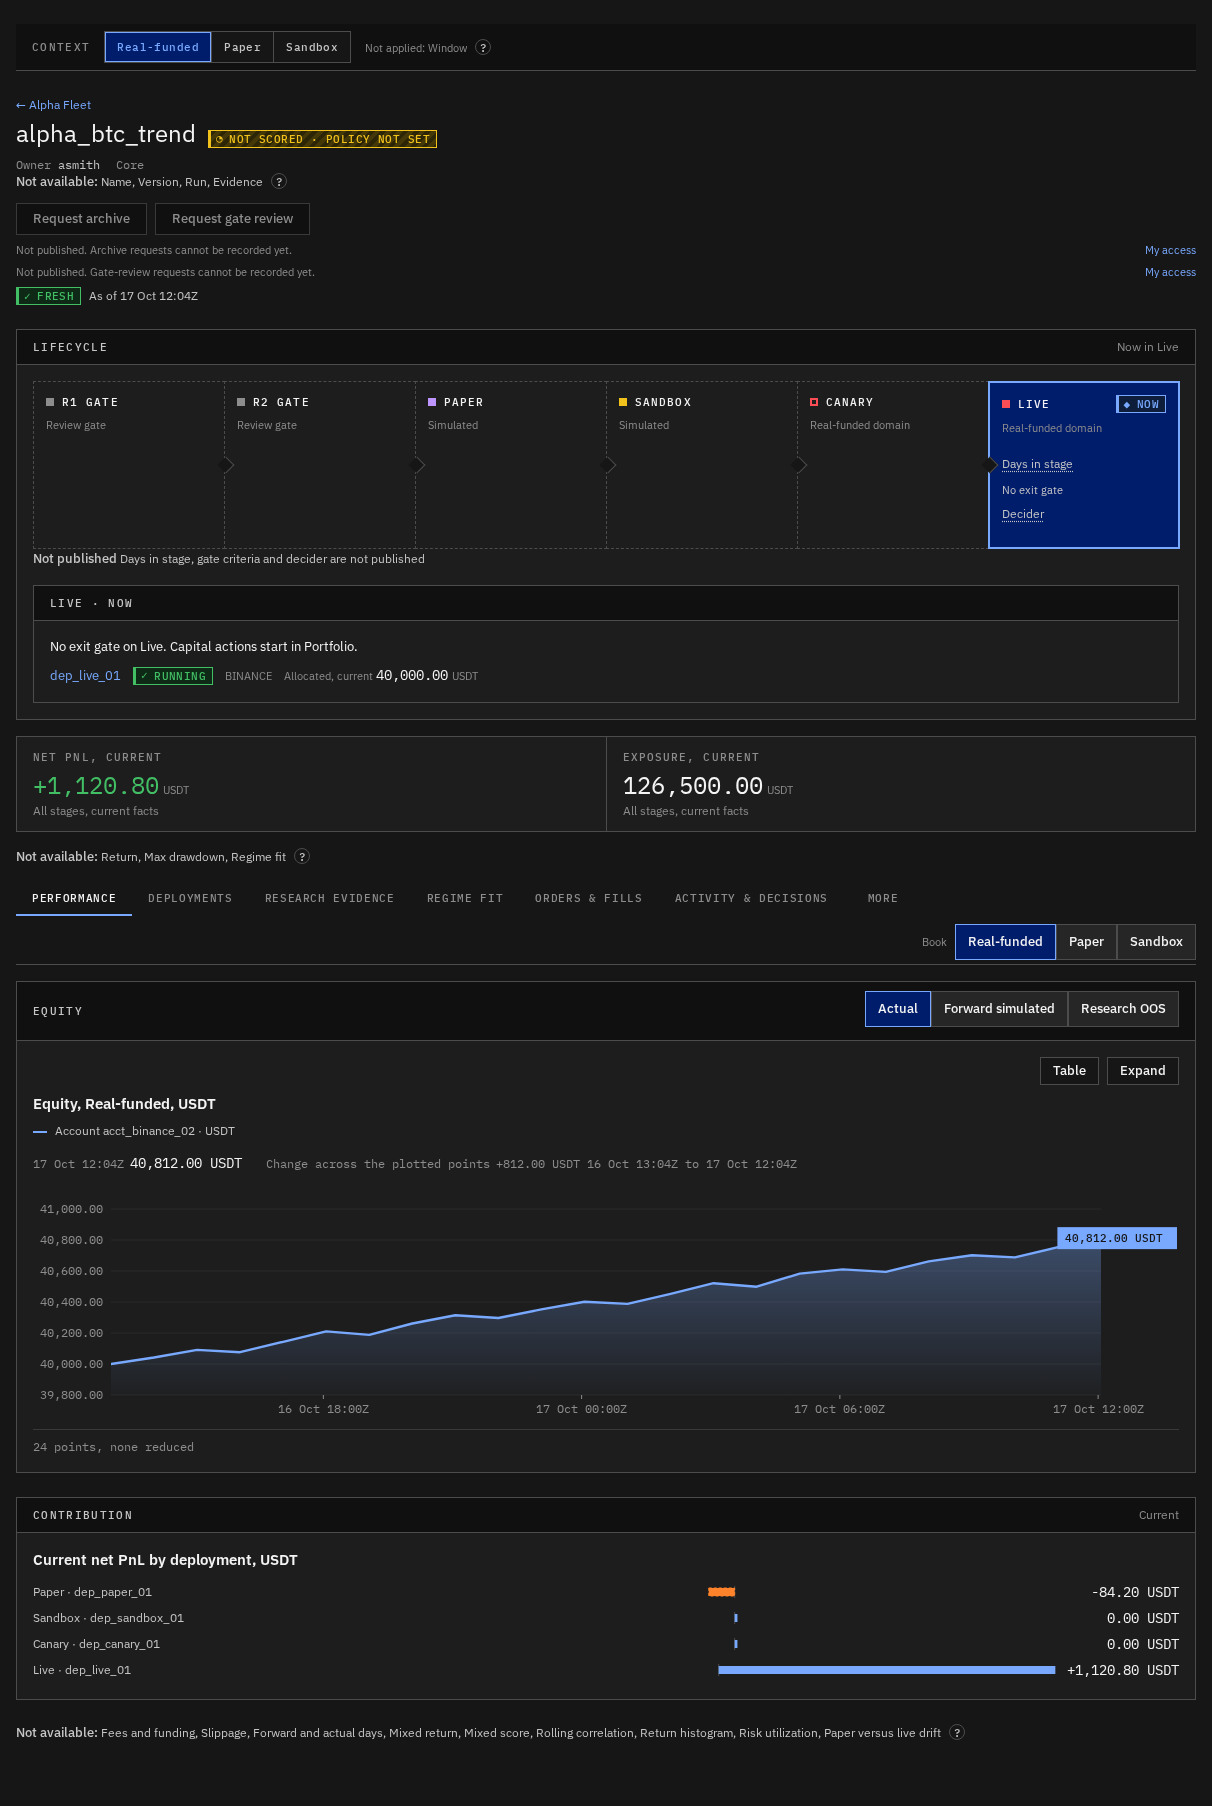 CONTEXT Real-funded Paper Sandbox Not applied: Window ?
← Alpha Fleet
alpha_btc_trend NOT SCORED · POLICY NOT SET
Owner asmith Core
Not available: Name, Version, Run, Evidence ?
Request archive Request gate review
Not published. Archive requests cannot be recorded yet. My access
Not published. Gate-review requests cannot be recorded yet. My access
✓ FRESH As of 17 Oct 12:04Z
LIFECYCLE Now in Live
R1 GATE R2 GATE PAPER SANDBOX CANARY LIVE ◆ NOW
Review gate Review gate Simulated Simulated Real-funded domain Real-funded domain
Days in stage
No exit gate
Decider
Not published Days in stage, gate criteria and decider are not published
LIVE · NOW
No exit gate on Live. Capital actions start in Portfolio.
dep_live_01 ✓ RUNNING BINANCE Allocated, current 40,000.00 USDT
NET PNL, CURRENT EXPOSURE, CURRENT
+1,120.80 USDT 126,500.00 USDT
All stages, current facts All stages, current facts
Not available: Return, Max drawdown, Regime fit ?
PERFORMANCE DEPLOYMENTS RESEARCH EVIDENCE REGIME FIT ORDERS & FILLS ACTIVITY & DECISIONS MORE
Book Real-funded Paper Sandbox
EQUITY Actual Forward simulated Research OOS
Table Expand
Equity, Real-funded, USDT
Account acct_binance_02 · USDT
17 Oct 12:04Z 40,812.00 USDT Change across the plotted points +812.00 USDT 16 Oct 13:04Z to 17 Oct 12:04Z
41,000.00
40,800.00 40,812.00 USDT
40,600.00
40,400.00
40,200.00
40,000.00
39,800.00
16 Oct 18:00Z 17 Oct 00:00Z 17 Oct 06:00Z 17 Oct 12:00Z
24 points, none reduced
CONTRIBUTION Current
Current net PnL by deployment, USDT
Paper · dep_paper_01 -84.20 USDT
Sandbox · dep_sandbox_01 0.00 USDT
Canary · dep_canary_01 0.00 USDT
Live · dep_live_01 +1,120.80 USDT
Not available: Fees and funding, Slippage, Forward and actual days, Mixed return, Mixed score, Rolling correlation, Return histogram, Risk utilization, Paper versus live drift ?